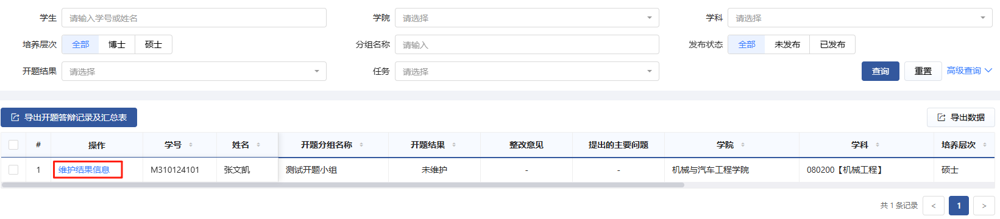 学生 请输入学号或姓名 学院 请选择 学科 请选择
培养层次 全部 博士 硕士 分组名称 请输入 发布状态 全部 未发布 已发布
开题结果 请选择 任务 请选择 查询 重置 高级查询
导出开题答辩记录及汇总表 导出数据
# 操作 学号 姓名 开题分组名称 开题结果 整改意见 提出的主要问题 学院 学科 培养层次
1 维护结果信息 M310124101 张文凯 测试开题小组 未维护 - - 机械与汽车工程学院 080200【机械工程】 硕士
共 1 条记录 < 1 >